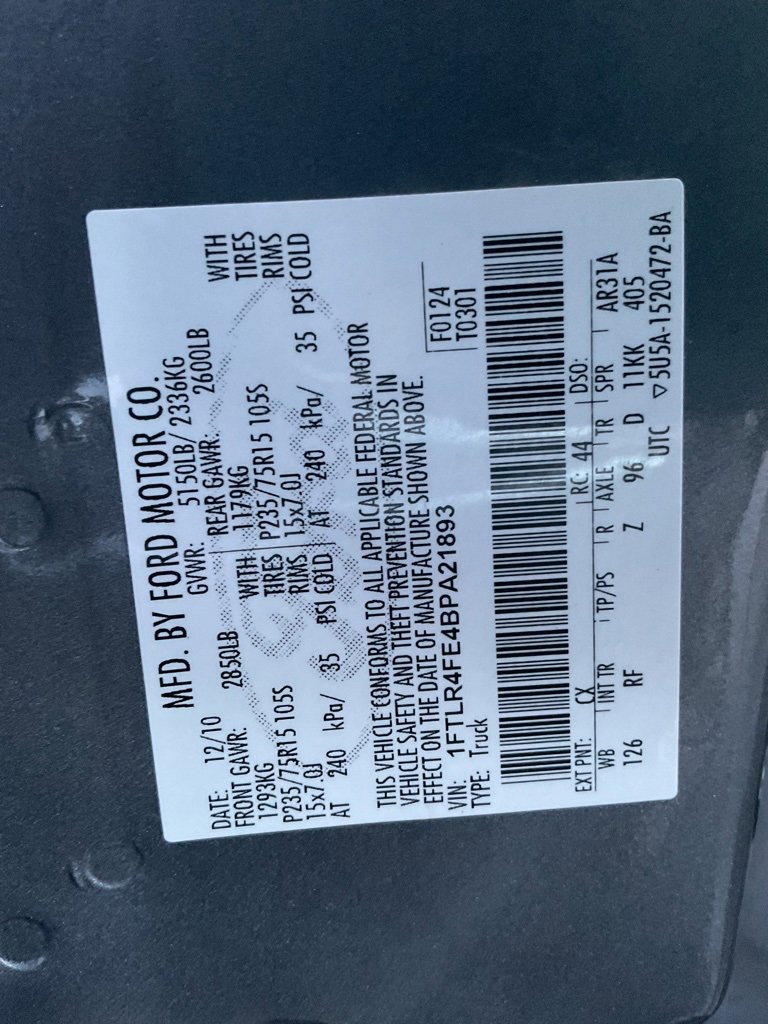 MFD. BY FORD MOTOR CO.
DATE: 12/10 GVWR: 5150LB/ 2336KG
FRONT GAWR: 2850LB REAR GAWR: 2600LB
1293KG WITH 1179KG WITH
P235/75R15 105S TIRES P235/75R15 105S TIRES
15x7.0J RIMS 15x7.0J RIMS
AT 240 kPa/ 35 PSI COLD AT 240 kPa/ 35 PSI COLD
THIS VEHICLE CONFORMS TO ALL APPLICABLE FEDERAL MOTOR
VEHICLE SAFETY AND THEFT PREVENTION STANDARDS IN
EFFECT ON THE DATE OF MANUFACTURE SHOWN ABOVE.
VIN: 1FTLR4FE4BPA21893 F0124
TYPE: Truck T0301
EXT PNT: CX RC: 44 DSO:
WB INT TR TP/PS R AXLE TR SPR AR31A
126 RF Z 96 D 11KK 405
UTC ▽5U5A-1520472-BA